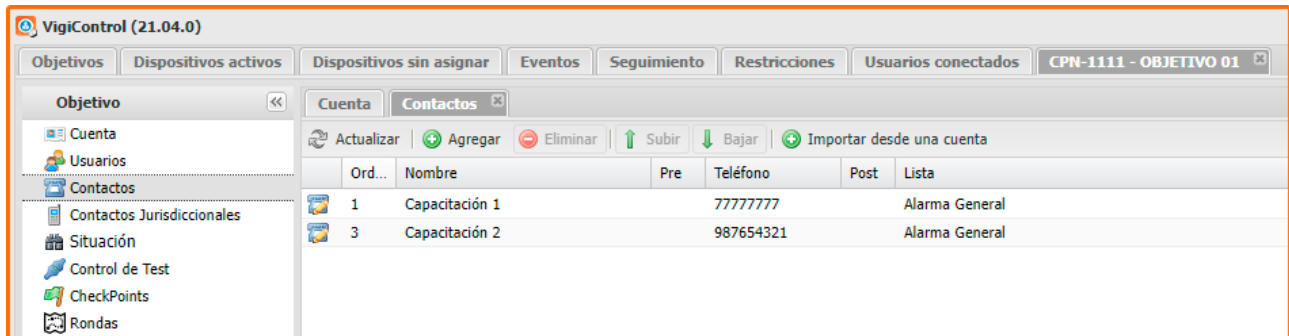 VigiControl (21.04.0)
Objetivos Dispositivos activos Dispositivos sin asignar Eventos Seguimiento Restricciones Usuarios conectados CPN-1111 - OBJETIVO 01
Objetivo
Cuenta
Usuarios
Contactos
Contactos Jurisdiccionales
Situación
Control de Test
CheckPoints
Rondas
Cuenta Contactos
Actualizar Agregar Eliminar Subir Bajar Importar desde una cuenta
Ord... Nombre Pre Teléfono Post Lista
1 Capacitación 1 77777777 Alarma General
3 Capacitación 2 987654321 Alarma General